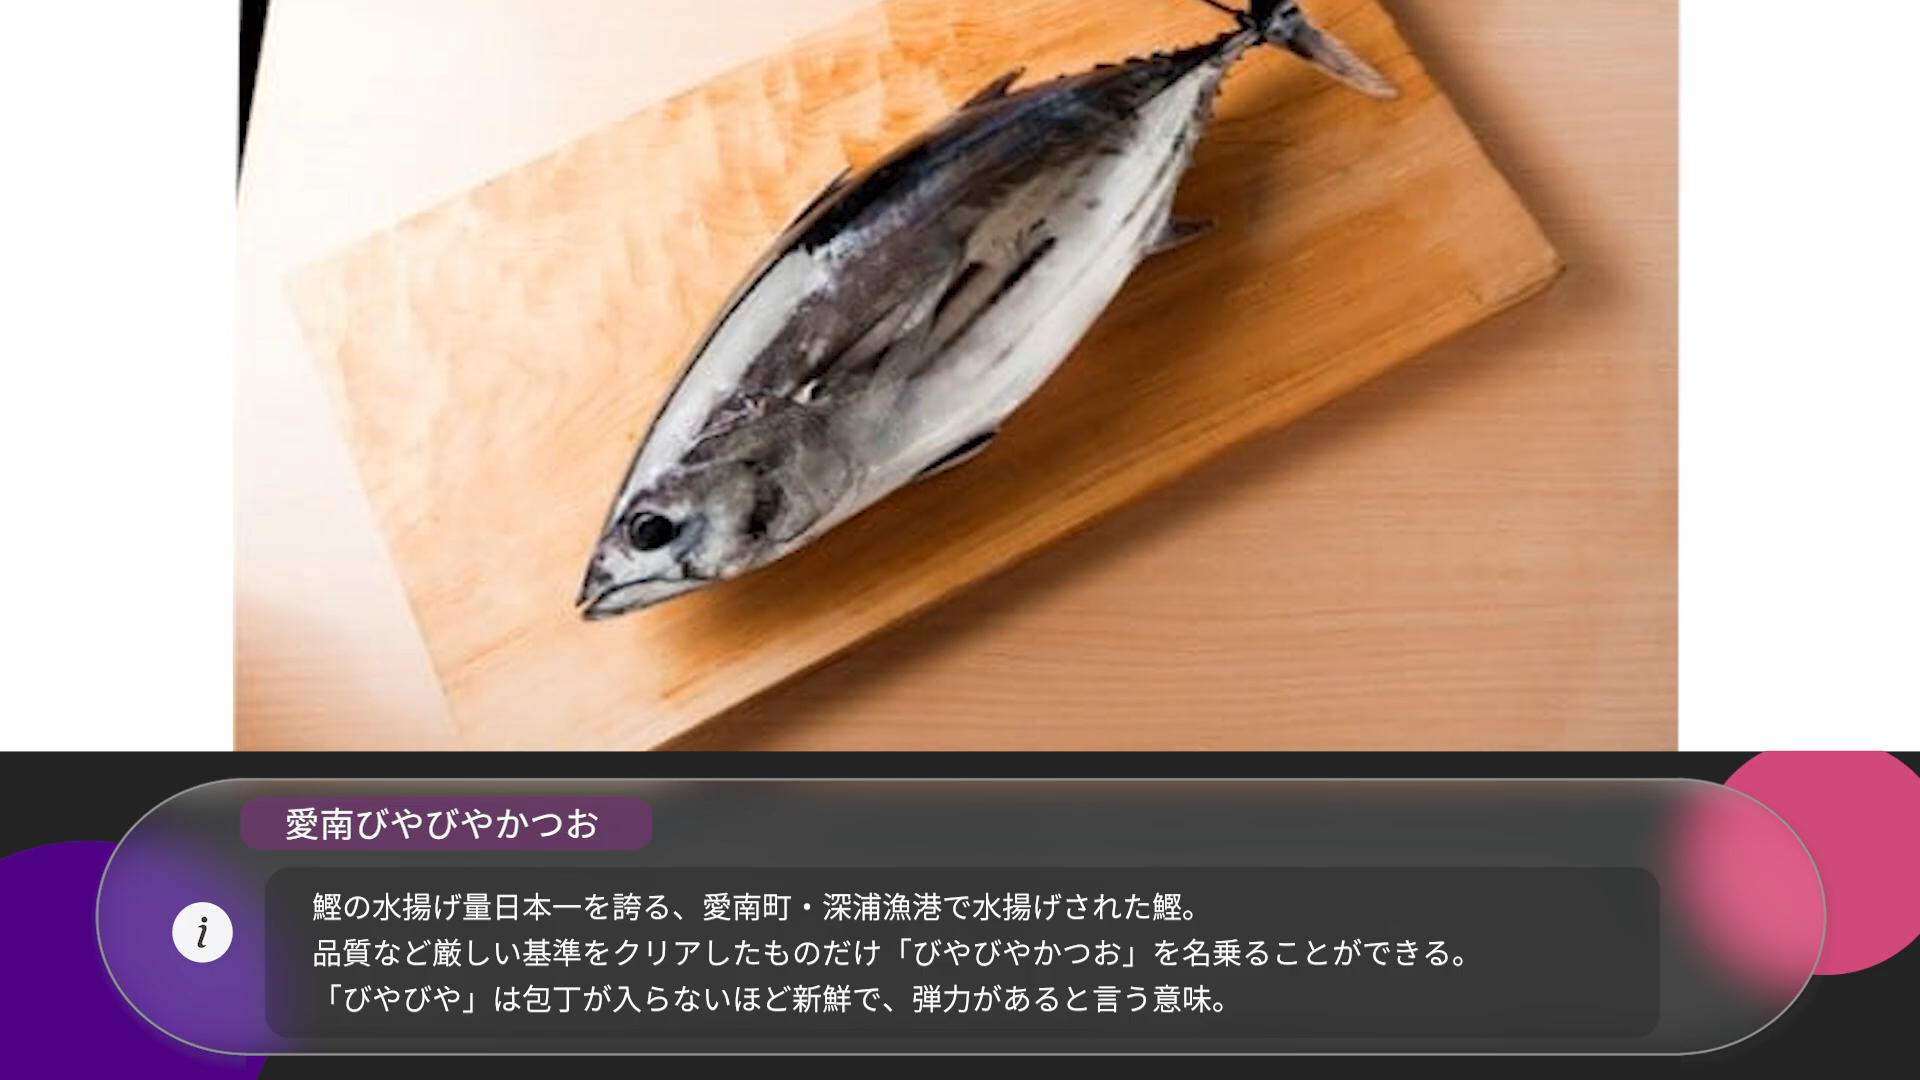 愛南びやびやかつお
鰹の水揚げ量日本一を誇る、愛南町・深浦漁港で水揚げされた鰹。
品質など厳しい基準をクリアしたものだけ「びやびやかつお」を名乗ることができる。
「びやびや」は包丁が入らないほど新鮮で、弾力があると言う意味。